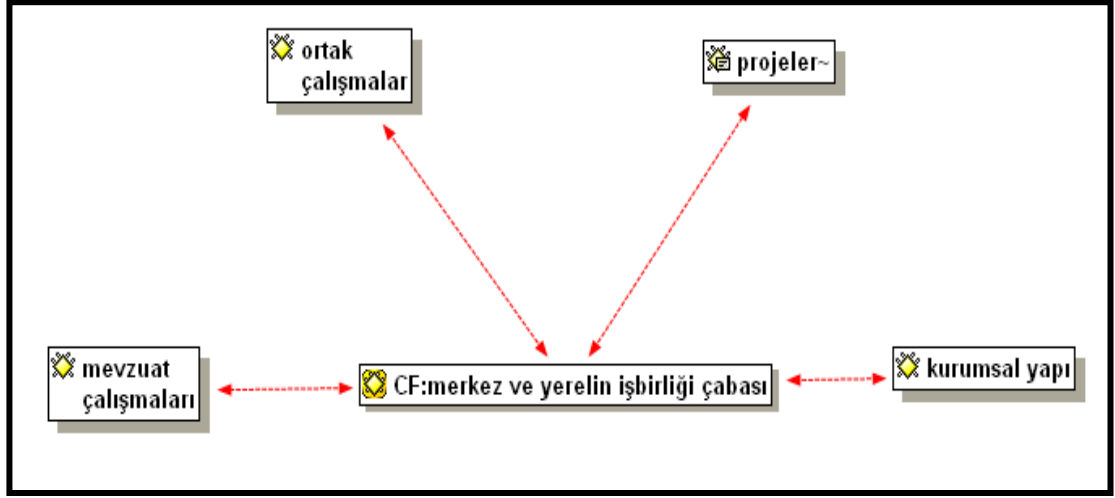 ortak
çalışmalar
projeler~
mevzuat
çalışmaları
CF:merkez ve yerelin işbirliği çabası
kurumsal yapı